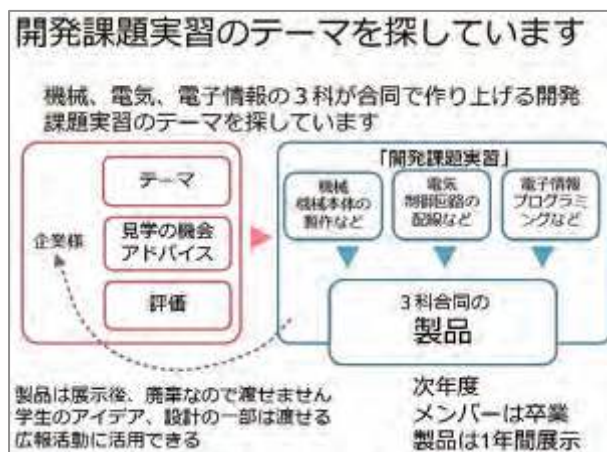 開発課題実習のテーマを探しています
機械、電気、電子情報の３科が合同で作り上げる開発
課題実習のテーマを探しています
企業様
テーマ
見学の機会
アドバイス
評価
「開発課題実習」
機械
機械本体の
製作など
電気
制御回路の
配線など
電子情報
プログラミ
ングなど
３科合同の
製品
製品は展示後、廃棄なので渡せません
学生のアイデア、設計の一部は渡せる
広報活動に活用できる
次年度
メンバーは卒業
製品は1年間展示